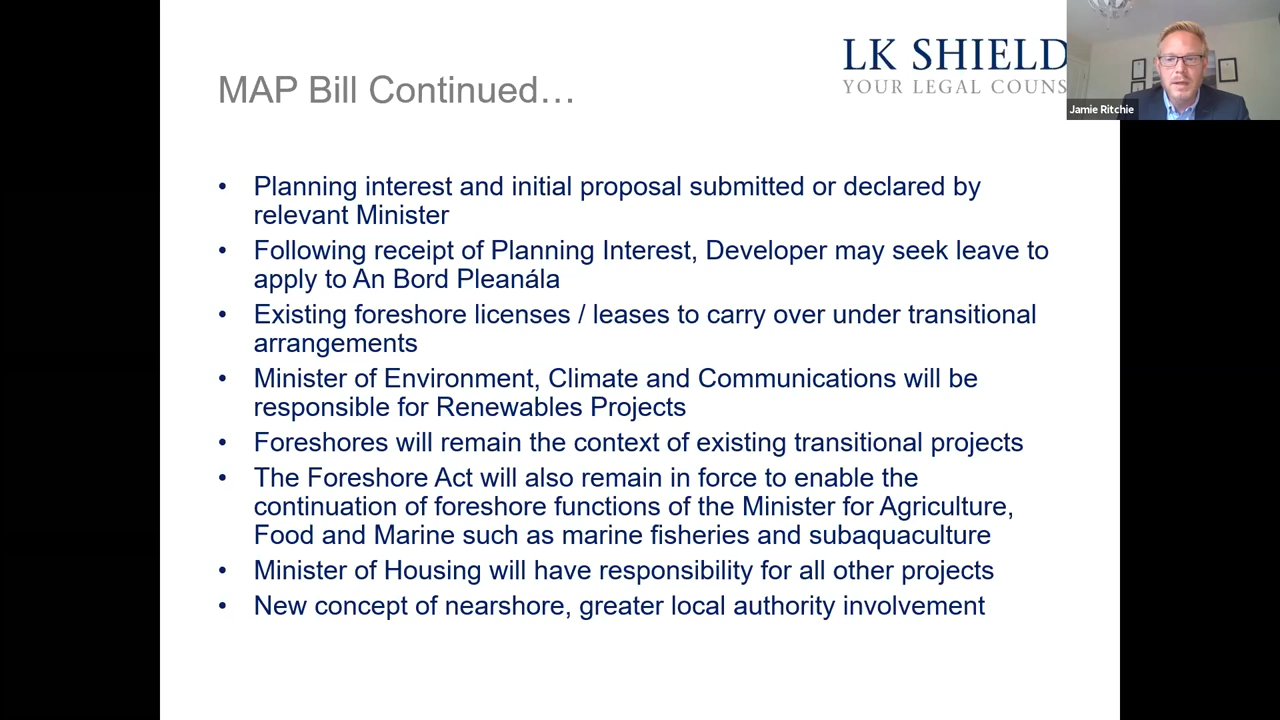 MAP Bill Continued…
LK SHIELD
YOUR LEGAL COUNS
Jamie Ritchie
• Planning interest and initial proposal submitted or declared by
relevant Minister
• Following receipt of Planning Interest, Developer may seek leave to
apply to An Bord Pleanála
• Existing foreshore licenses / leases to carry over under transitional
arrangements
• Minister of Environment, Climate and Communications will be
responsible for Renewables Projects
• Foreshores will remain the context of existing transitional projects
• The Foreshore Act will also remain in force to enable the
continuation of foreshore functions of the Minister for Agriculture,
Food and Marine such as marine fisheries and subaquaculture
• Minister of Housing will have responsibility for all other projects
• New concept of nearshore, greater local authority involvement